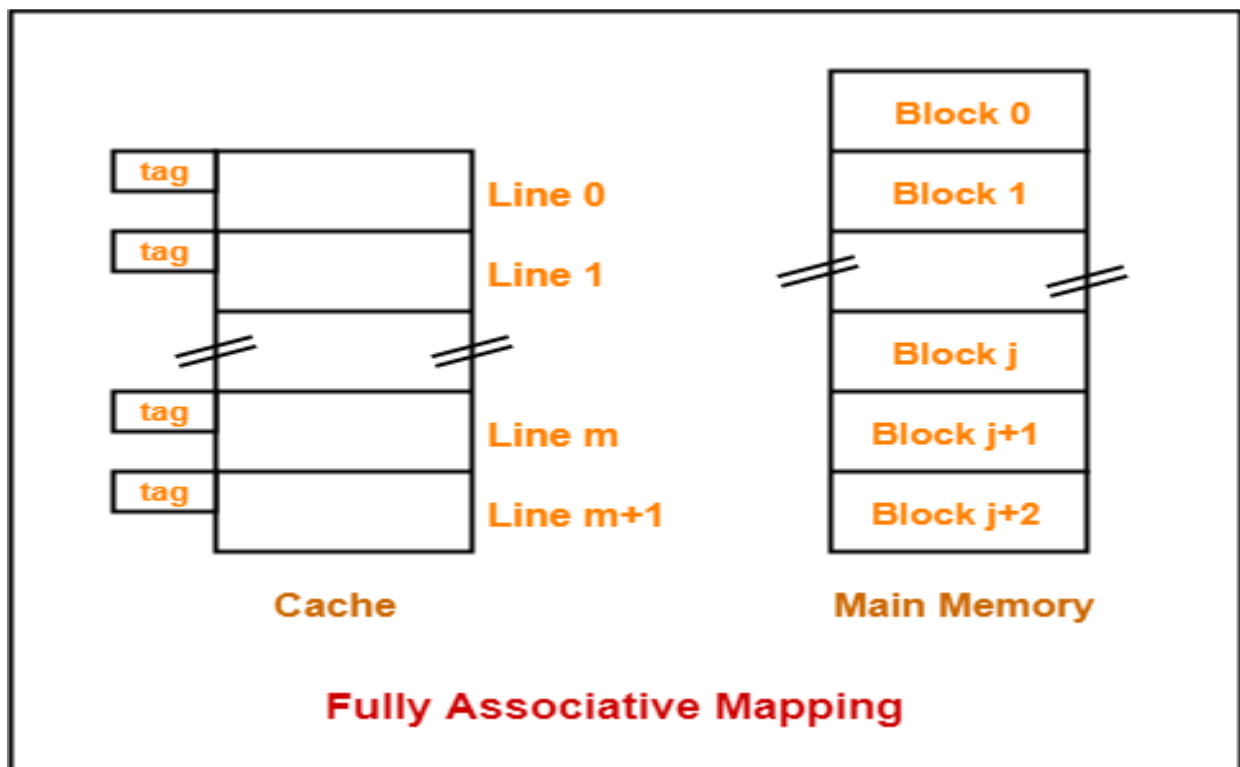 tag
Line 0
tag
Line 1
tag
Line m
tag
Line m+1
Cache
Block 0
Block 1
Block j
Block j+1
Block j+2
Main Memory
Fully Associative Mapping